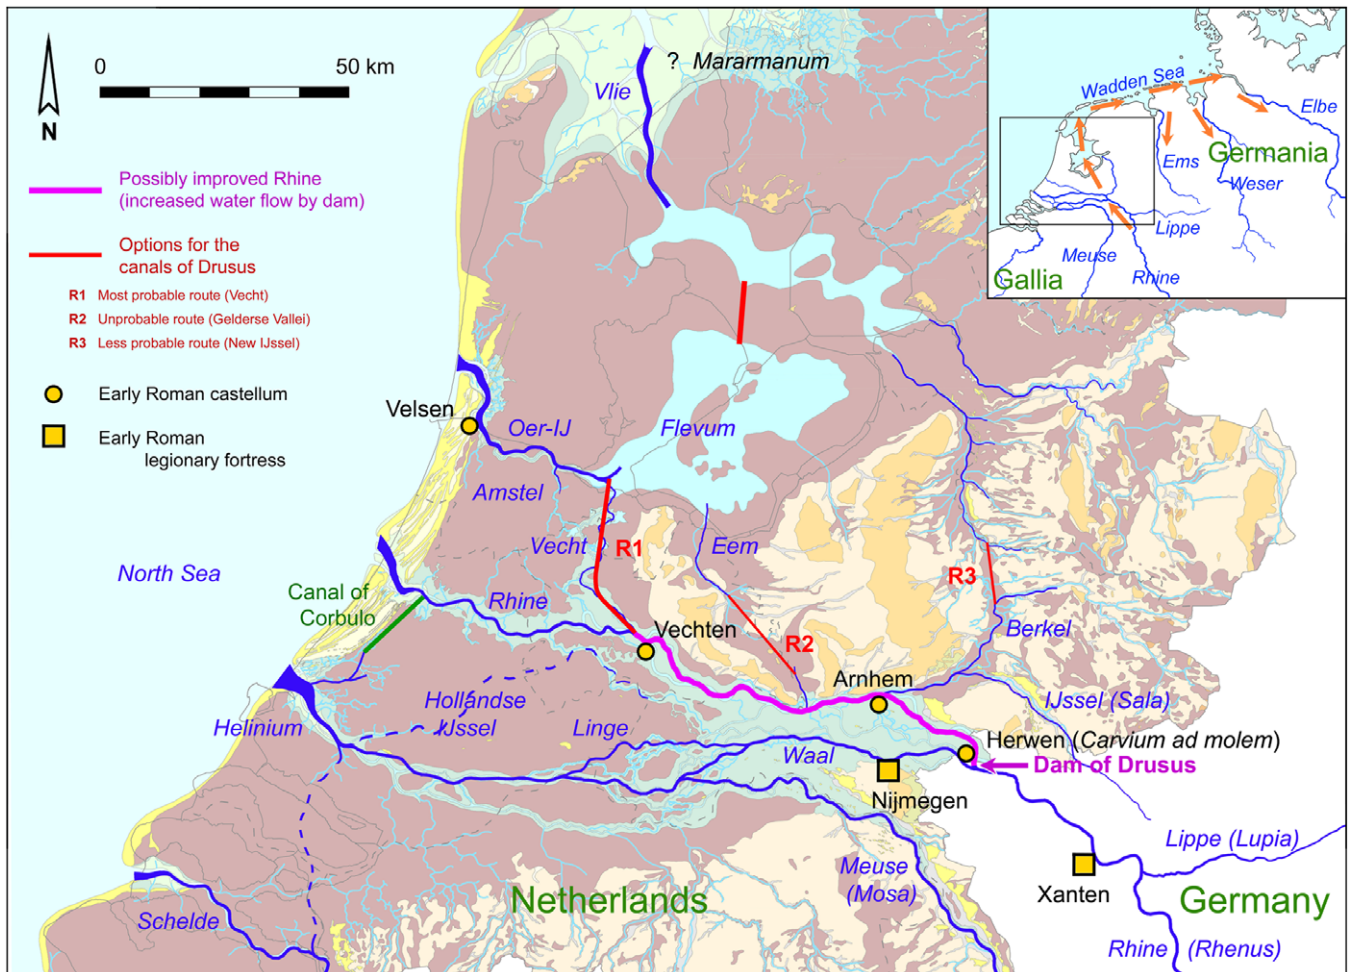 0 50 km
N
Possibly improved Rhine
(increased water flow by dam)
Options for the
canals of Drusus
R1 Most probable route (Vecht)
R2 Unprobable route (Gelderse Vallei)
R3 Less probable route (New IJssel)
Early Roman castellum
Early Roman
legionary fortress
Vlie
? Mararmanum
Wadden Sea
Elbe
Ems
Germania
Weser
Lippe
Meuse
Rhine
Gallia
Velsen
Oer-IJ
Flevum
Amstel
Vecht
R1
Eem
R3
North Sea
Canal of
Corbulo
Rhine
Vechten
Berkel
R2
Arnhem
Hollandse
IJssel
Linge
IJssel (Sala)
Helinium
Waal
Herwen (Carvium ad molem)
Dam of Drusus
Nijmegen
Lippe (Lupia)
Meuse
(Mosa)
Xanten
Netherlands
Germany
Schelde
Rhine (Rhenus)